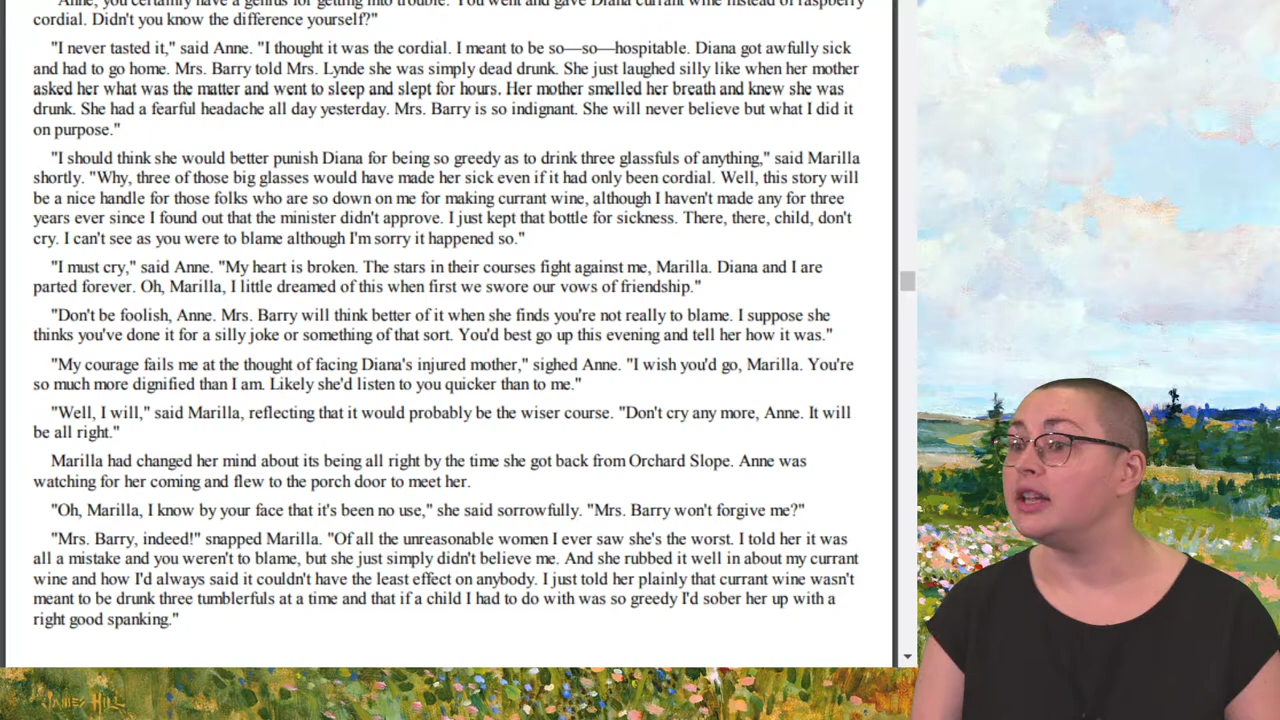 "Anne, you certainly have a genius for getting into trouble. You went and gave Diana currant wine instead of raspberry
cordial. Didn't you know the difference yourself?"
"I never tasted it," said Anne. "I thought it was the cordial. I meant to be so—so—hospitable. Diana got awfully sick
and had to go home. Mrs. Barry told Mrs. Lynde she was simply dead drunk. She just laughed silly like when her mother
asked her what was the matter and went to sleep and slept for hours. Her mother smelled her breath and knew she was
drunk. She had a fearful headache all day yesterday. Mrs. Barry is so indignant. She will never believe but what I did it
on purpose."
"I should think she would better punish Diana for being so greedy as to drink three glassfuls of anything," said Marilla
shortly. "Why, three of those big glasses would have made her sick even if it had only been cordial. Well, this story will
be a nice handle for those folks who are so down on me for making currant wine, although I haven't made any for three
years ever since I found out that the minister didn't approve. I just kept that bottle for sickness. There, there, child, don't
cry. I can't see as you were to blame although I'm sorry it happened so."
"I must cry," said Anne. "My heart is broken. The stars in their courses fight against me, Marilla. Diana and I are
parted forever. Oh, Marilla, I little dreamed of this when first we swore our vows of friendship."
"Don't be foolish, Anne. Mrs. Barry will think better of it when she finds you're not really to blame. I suppose she
thinks you've done it for a silly joke or something of that sort. You'd best go up this evening and tell her how it was."
"My courage fails me at the thought of facing Diana's injured mother," sighed Anne. "I wish you'd go, Marilla. You're
so much more dignified than I am. Likely she'd listen to you quicker than to me."
"Well, I will," said Marilla, reflecting that it would probably be the wiser course. "Don't cry any more, Anne. It will
be all right."
Marilla had changed her mind about its being all right by the time she got back from Orchard Slope. Anne was
watching for her coming and flew to the porch door to meet her.
"Oh, Marilla, I know by your face that it's been no use," she said sorrowfully. "Mrs. Barry won't forgive me?"
"Mrs. Barry, indeed!" snapped Marilla. "Of all the unreasonable women I ever saw she's the worst. I told her it was
all a mistake and you weren't to blame, but she just simply didn't believe me. And she rubbed it well in about my currant
wine and how I'd always said it couldn't have the least effect on anybody. I just told her plainly that currant wine wasn't
meant to be drunk three tumblerfuls at a time and that if a child I had to do with was so greedy I'd sober her up with a
right good spanking."
JAMES HILL